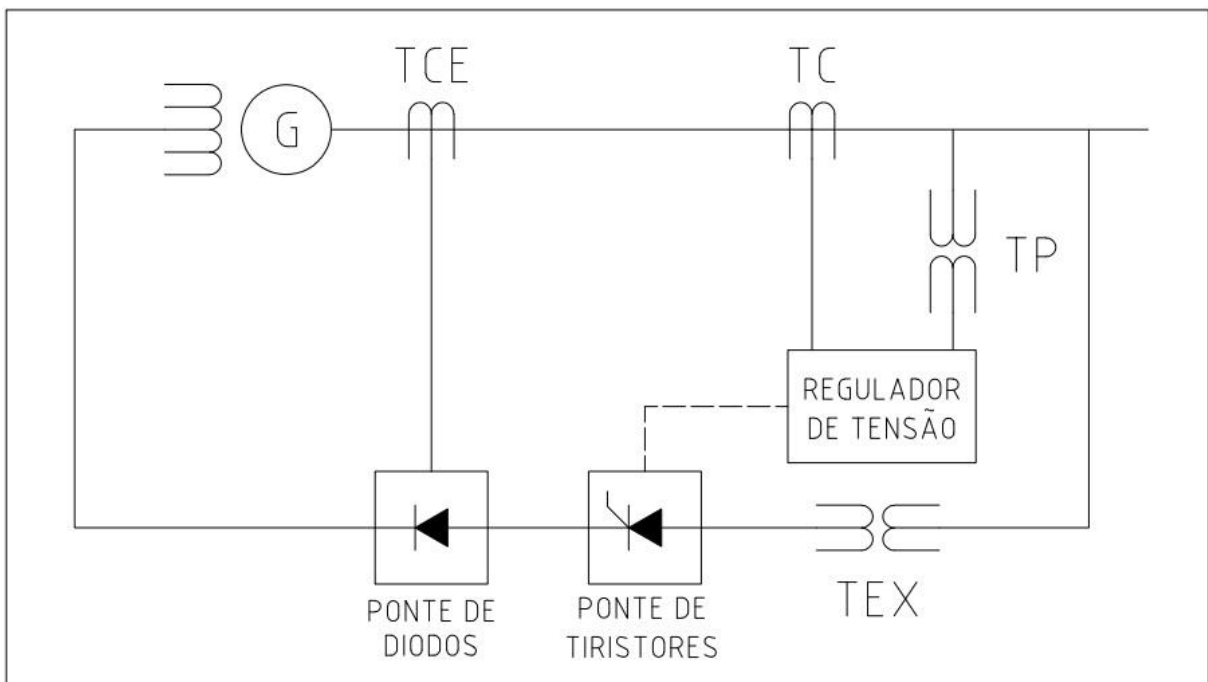 TCE
TC
G
TP
REGULADOR
DE TENSÃO
TEX
PONTE DE
DIODOS
PONTE DE
TIRISTORES